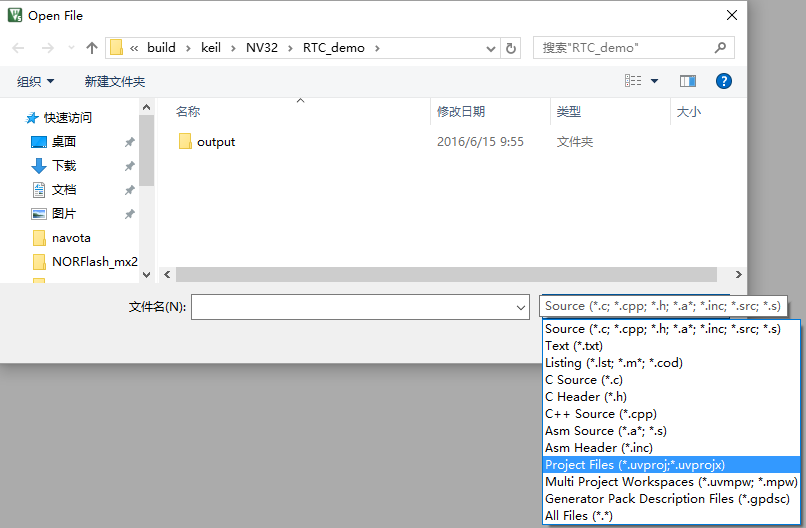 Open File
« build › keil › NV32 › RTC_demo ›
搜索"RTC_demo"
组织 新建文件夹
名称 修改日期 类型 大小
快速访问
桌面
下载
文档
图片
navota
NORFlash_mx2
output 2016/6/15 9:55 文件夹
文件名(N):
Source (*.c; *.cpp; *.h; *.a*; *.inc; *.src; *.s)
Source (*.c; *.cpp; *.h; *.a*; *.inc; *.src; *.s)
Text (*.txt)
Listing (*.lst; *.m*; *.cod)
C Source (*.c)
C Header (*.h)
C++ Source (*.cpp)
Asm Source (*.a*; *.s)
Asm Header (*.inc)
Project Files (*.uvproj;*.uvprojx)
Multi Project Workspaces (*.uvmpw; *.mpw)
Generator Pack Description Files (*.gpdsc)
All Files (*.*)